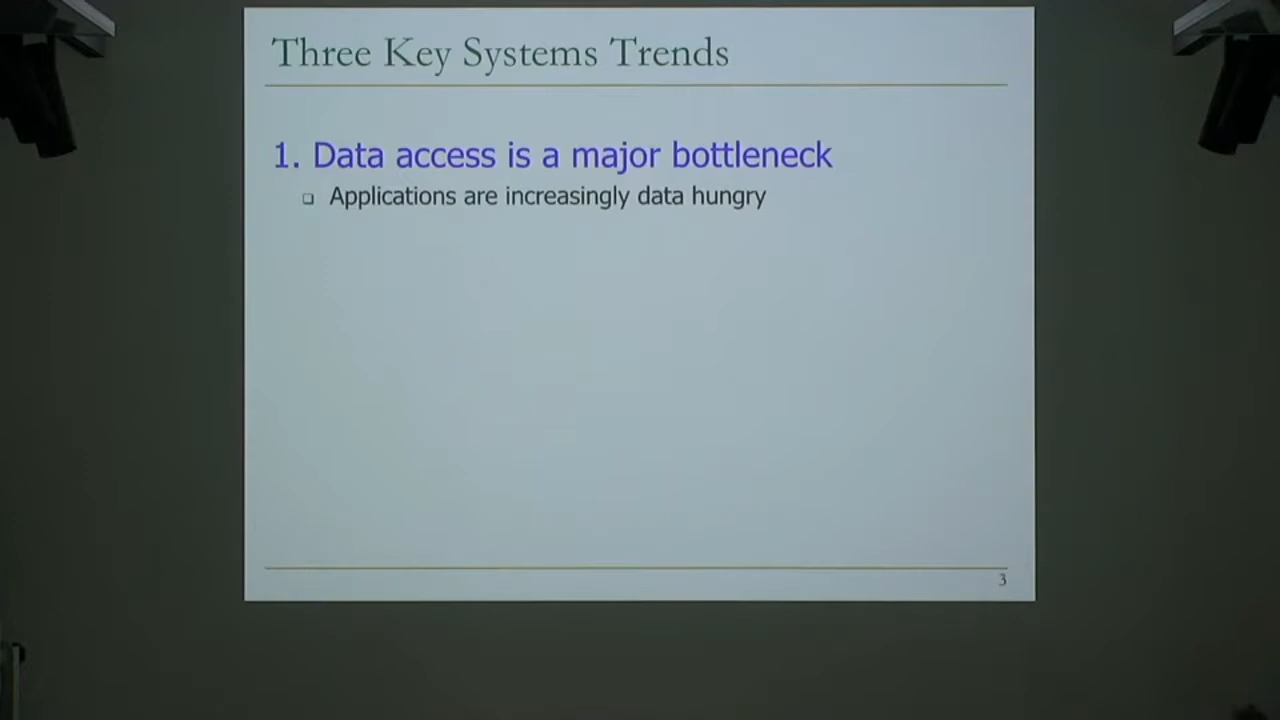 Three Key Systems Trends
1. Data access is a major bottleneck
❑ Applications are increasingly data hungry
3